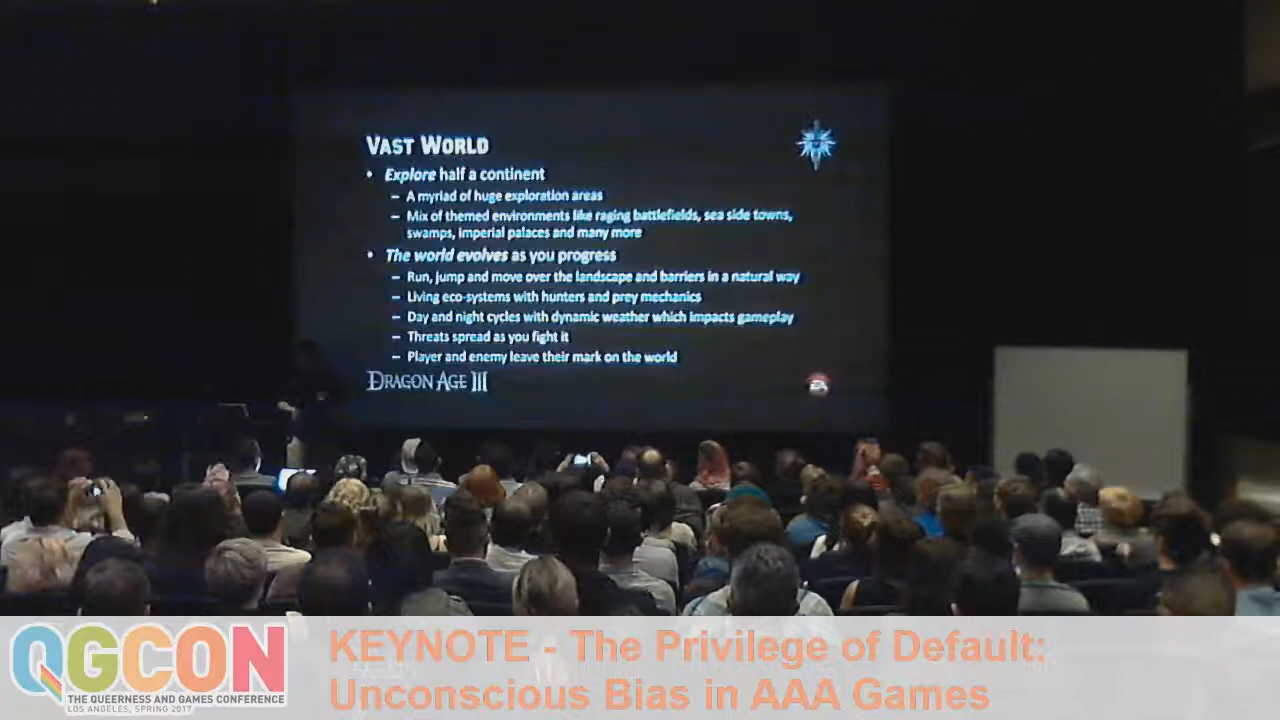 VAST WORLD
• Explore half a continent
– A myriad of huge exploration areas
– Mix of themed environments like raging battlefields, sea side towns,
swamps, imperial palaces and many more
• The world evolves as you progress
– Run, jump and move over the landscape and barriers in a natural way
– Living eco-systems with hunters and prey mechanics
– Day and night cycles with dynamic weather which impacts gameplay
– Threats spread as you fight it
– Player and enemy leave their mark on the world
DRAGON AGE III
EA
QGCON
THE QUEERNESS AND GAMES CONFERENCE
LOS ANGELES, SPRING 2017
KEYNOTE - The Privilege of Default:
Unconscious Bias in AAA Games